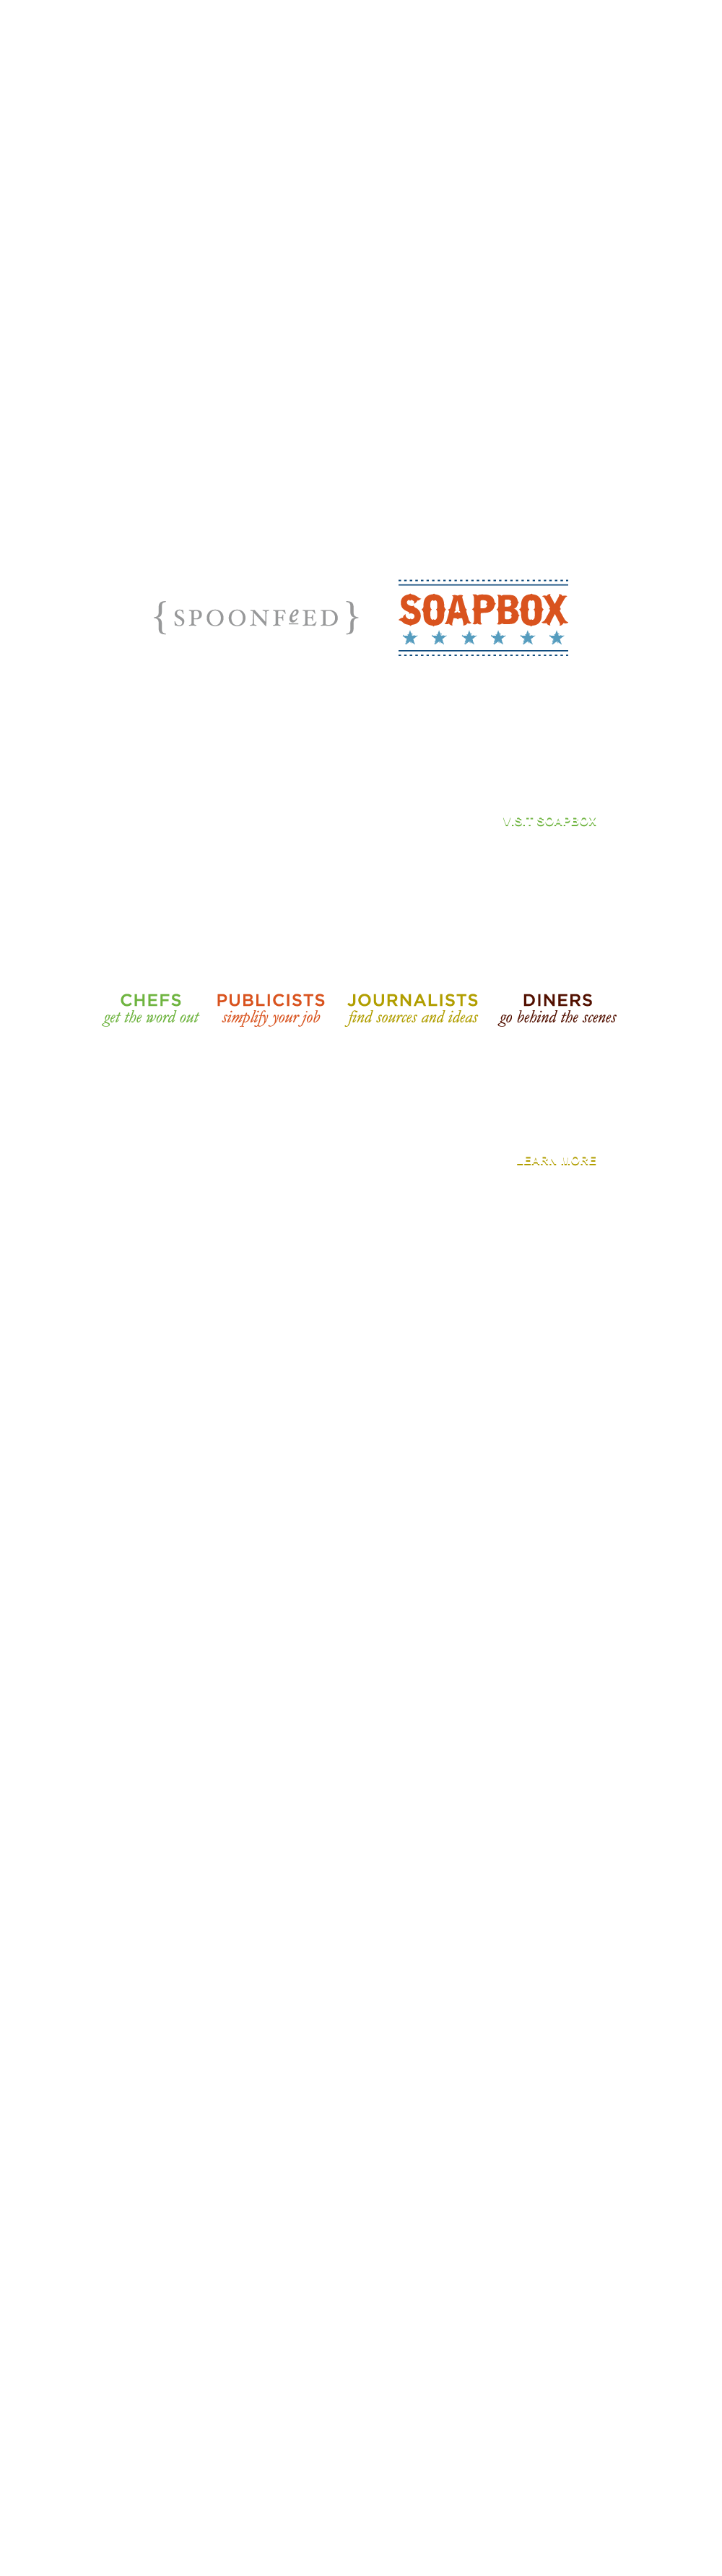 {SPOONFeED}
SOAPBOX
VISIT SOAPBOX
CHEFS PUBLICISTS JOURNALISTS DINERS
get the word out simplify your job find sources and ideas go behind the scenes
LEARN MORE